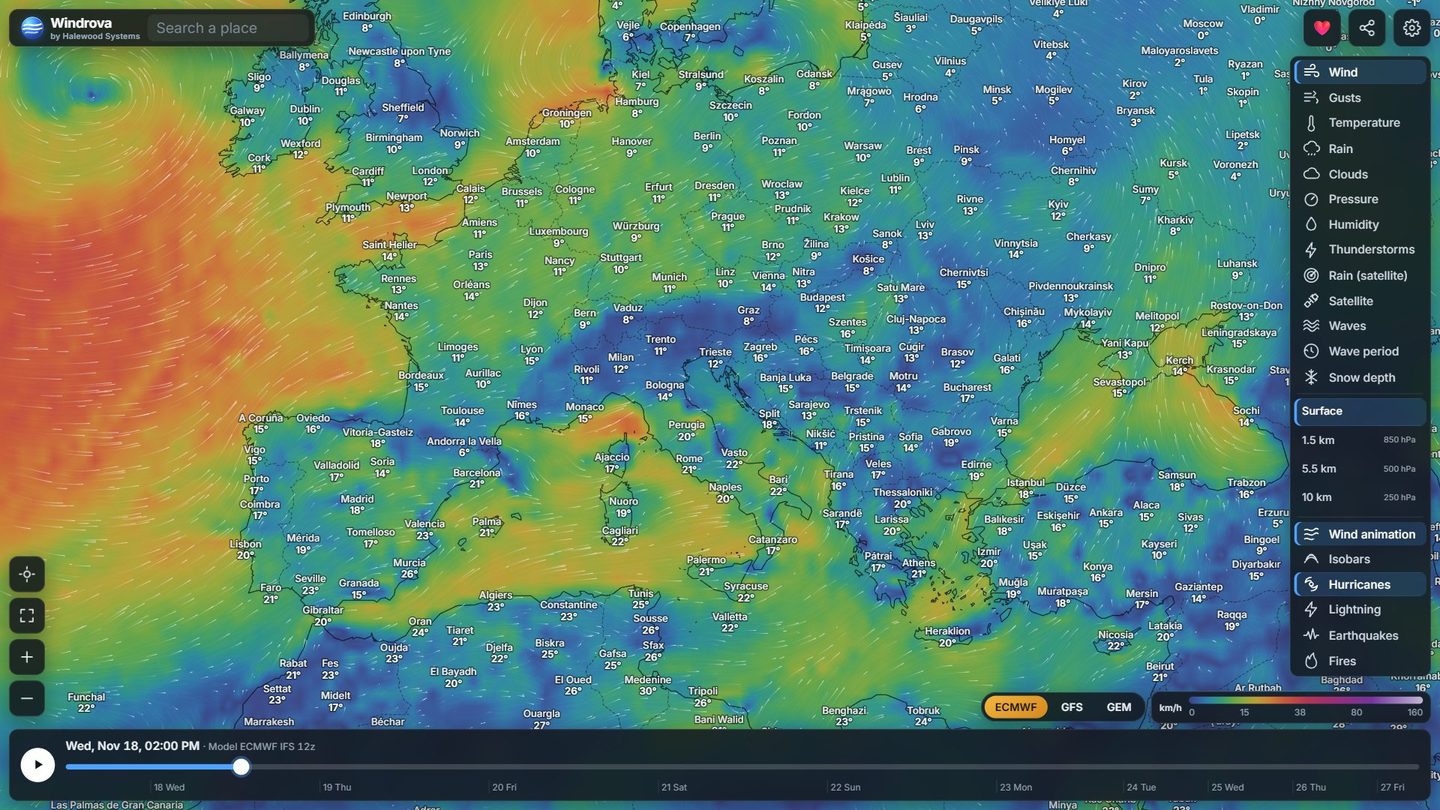 Windrova
by Halewood Systems
Search a place
Edinburgh
8°
Newcastle upon Tyne
8°
Ballymena
8°
Sligo
9°
Douglas
11°
Galway
10°
Dublin
10°
Sheffield
7°
Wexford
12°
Birmingham
10°
Norwich
9°
Cork
11°
Cardiff
11°
London
12°
Newport
13°
Plymouth
11°
Calais
12°
Saint Helier
14°
Amiens
11°
Paris
13°
Rennes
13°
Orléans
14°
Nantes
14°
Limoges
11°
Bordeaux
15°
Aurillac
10°
Toulouse
14°
Nîmes
16°
Lyon
15°
Dijon
12°
Nancy
11°
Luxembourg
9°
Brussels
11°
Amsterdam
10°
Groningen
10°
Cologne
11°
Hanover
9°
Hamburg
8°
Kiel
7°
Vejle
6°
Copenhagen
7°
Stralsund
9°
Koszalin
8°
Gdansk
8°
Szczecin
10°
Fordon
10°
Berlin
9°
Poznan
11°
Warsaw
10°
Erfurt
11°
Dresden
11°
Wroclaw
13°
Kielce
12°
Lublin
11°
Würzburg
9°
Prague
11°
Prudnik
11°
Krakow
13°
Stuttgart
10°
Munich
11°
Linz
10°
Brno
12°
Žilina
9°
Vienna
14°
Nitra
13°
Košice
8°
Sanok
8°
Lviv
13°
Klaipėda
5°
Šiauliai
3°
Daugavpils
5°
Velikiye Luki
4°
Vilnius
4°
Gusev
5°
Mrągowo
7°
Hrodna
6°
Minsk
5°
Vitebsk
4°
Mogilev
5°
Brest
9°
Pinsk
9°
Homyel
6°
Chernihiv
8°
Rivne
13°
Kyiv
12°
Vinnytsia
14°
Cherkasy
9°
Moscow
0°
Vladimir
0°
Nizhny Novgorod
Maloyaroslavets
2°
Ryazan
1°
Tula
1°
Kirov
2°
Skopin
1°
Bryansk
3°
Lipetsk
2°
Kursk
5°
Voronezh
4°
Sumy
7°
Kharkiv
8°
Dnipro
11°
Luhansk
9°
Rostov-on-Don
13°
Leningradskaya
15°
Krasnodar
15°
Melitopol
12°
Yani Kapu
13°
Kerch
14°
Sevastopol
15°
Sochi
14°
Bern
9°
Vaduz
8°
Graz
8°
Budapest
12°
Szentes
16°
Satu Mare
13°
Chernivtsi
15°
Cluj-Napoca
13°
Chișinău
16°
Pivdennoukrainsk
13°
Mykolayiv
14°
Rivoli
11°
Milan
12°
Trento
11°
Trieste
12°
Zagreb
16°
Pécs
16°
Timișoara
14°
Cugir
13°
Brasov
12°
Galati
16°
Bologna
14°
Banja Luka
15°
Belgrade
15°
Motru
14°
Bucharest
17°
Monaco
15°
Perugia
20°
Split
18°
Sarajevo
13°
Trstenik
15°
Nikšić
11°
Pristina
15°
Sofia
14°
Gabrovo
19°
Varna
15°
Ajaccio
17°
Rome
21°
Vasto
22°
Naples
20°
Bari
22°
Tirana
16°
Veles
17°
Edirne
19°
Thessaloniki
20°
Istanbul
18°
Nuoro
19°
Cagliari
22°
Catanzaro
17°
Sarandë
17°
Larissa
20°
Palermo
21°
Syracuse
22°
Pátrai
17°
Athens
21°
Heraklion
20°
Valletta
22°
A Coruña
15°
Oviedo
16°
Vitoria-Gasteiz
18°
Andorra la Vella
6°
Vigo
15°
Valladolid
17°
Soria
14°
Barcelona
21°
Porto
17°
Coimbra
17°
Madrid
18°
Tomelloso
17°
Valencia
23°
Palma
21°
Lisbon
20°
Mérida
19°
Murcia
26°
Faro
21°
Seville
23°
Granada
15°
Gibraltar
20°
Algiers
23°
Oran
24°
Constantine
23°
Tunis
25°
Sousse
26°
Sfax
26°
Oujda
23°
Tiaret
21°
Djelfa
22°
Biskra
25°
Gafsa
25°
Rabat
21°
Fes
23°
El Bayadh
20°
El Oued
26°
Medenine
30°
Tripoli
26°
Settat
23°
Midelt
17°
Marrakesh
Béchar
Ouargla
27°
Bani Walid
Benghazi
23°
Tobruk
24°
Funchal
22°
Las Palmas de Gran Canaria
Balıkesir
18°
Düzce
15°
Eskişehir
16°
Ankara
15°
Alaca
15°
Samsun
18°
Trabzon
16°
Sivas
12°
Erzuru
5°
Izmir
20°
Uşak
15°
Kayseri
10°
Bingoel
9°
Diyarbakır
15°
Konya
16°
Muğla
19°
Muratpaşa
18°
Mersin
17°
Gaziantep
14°
Nicosia
22°
Latakia
20°
Raqqa
19°
Beirut
21°
Ar Rutbah
Baghdad
Minya
Wind
Gusts
Temperature
Rain
Clouds
Pressure
Humidity
Thunderstorms
Rain (satellite)
Satellite
Waves
Wave period
Snow depth
Surface
1.5 km 850 hPa
5.5 km 500 hPa
10 km 250 hPa
Wind animation
Isobars
Hurricanes
Lightning
Earthquakes
Fires
ECMWF GFS GEM
km/h 0 15 38 80 160
Wed, Nov 18, 02:00 PM · Model ECMWF IFS 12z
18 Wed 19 Thu 20 Fri 21 Sat 22 Sun 23 Mon 24 Tue 25 Wed 26 Thu 27 Fri